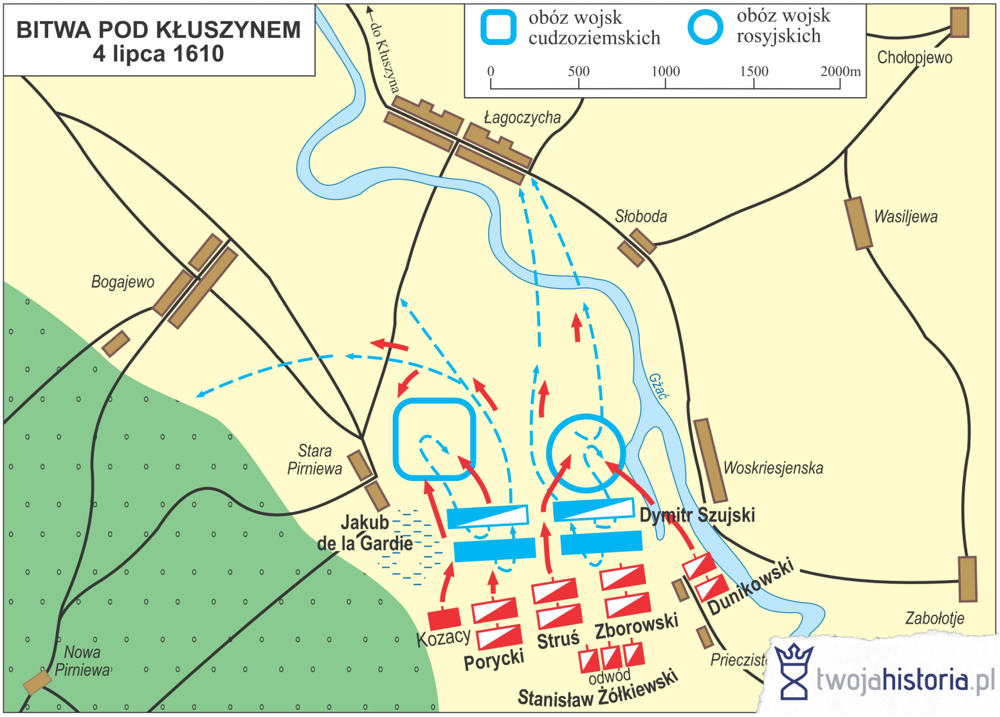 BITWA POD KŁUSZYNEM
4 lipca 1610
do Kłuszyna
obóz wojsk
cudzoziemskich
obóz wojsk
rosyjskich
0 500 1000 1500 2000m
Chołopjewo
Łagoczycha
Słoboda
Wasiljewa
Bogajewo
Gżać
Stara
Pirniewa
Woskriesjenska
Jakub
de la Gardie
Dymitr Szujski
Dunikowski
Zborowski
Struś
Kozacy
Porycki
odwód
Stanisław Żółkiewski
Zabołotje
Nowa
Pirniewa
Prieczist
twojahistoria.pl